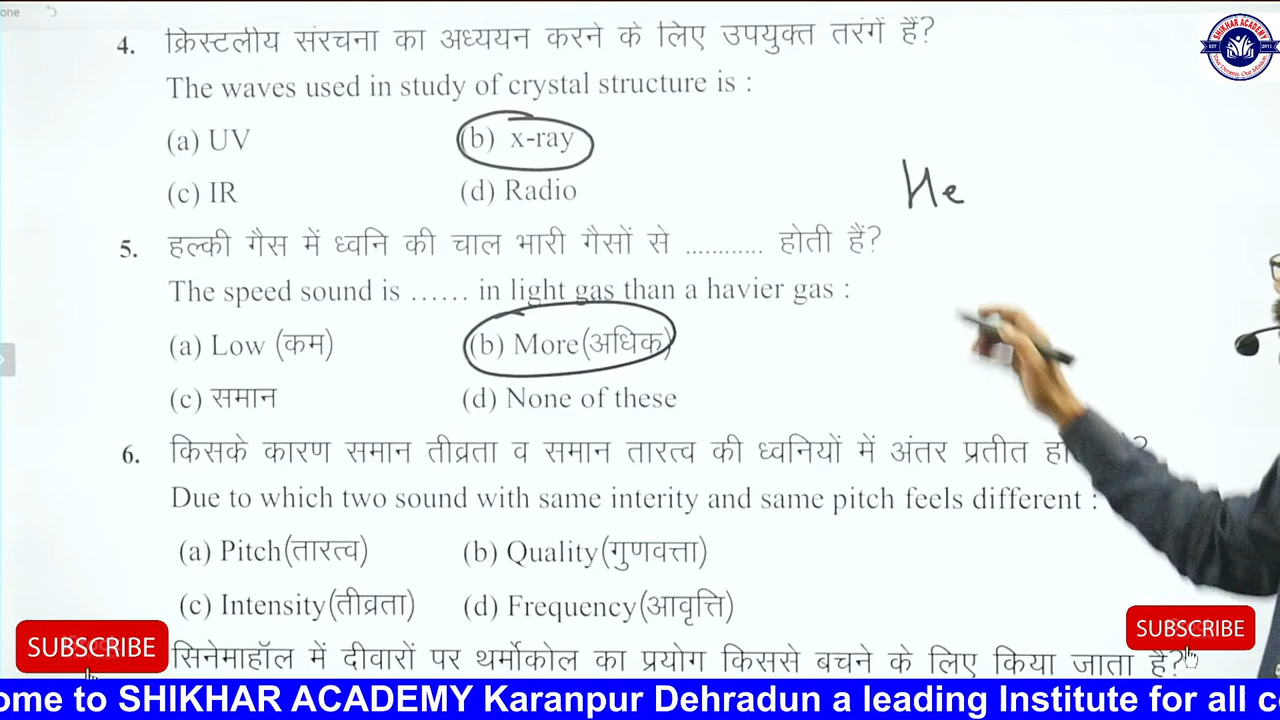 one
4. क्रिस्टलीय संरचना का अध्ययन करने के लिए उपयुक्त तरंगें हैं?
The waves used in study of crystal structure is :
(a) UV (b) x-ray
(c) IR (d) Radio
He
5. हल्की गैस में ध्वनि की चाल भारी गैसों से ............ होती हैं?
The speed sound is ...... in light gas than a havier gas :
(a) Low (कम) (b) More(अधिक)
(c) समान (d) None of these
6. किसके कारण समान तीव्रता व समान तारत्व की ध्वनियों में अंतर प्रतीत
Due to which two sound with same interity and same pitch feels different :
(a) Pitch(तारत्व) (b) Quality(गुणवत्ता)
(c) Intensity(तीव्रता) (d) Frequency(आवृत्ति)
सिनेमाहॉल में दीवारों पर थर्मोकोल का प्रयोग किससे बचने के लिए किया जाता है?
SUBSCRIBE
SUBSCRIBE
ome to SHIKHAR ACADEMY Karanpur Dehradun a leading Institute for all c
SHIKHAR ACADEMY